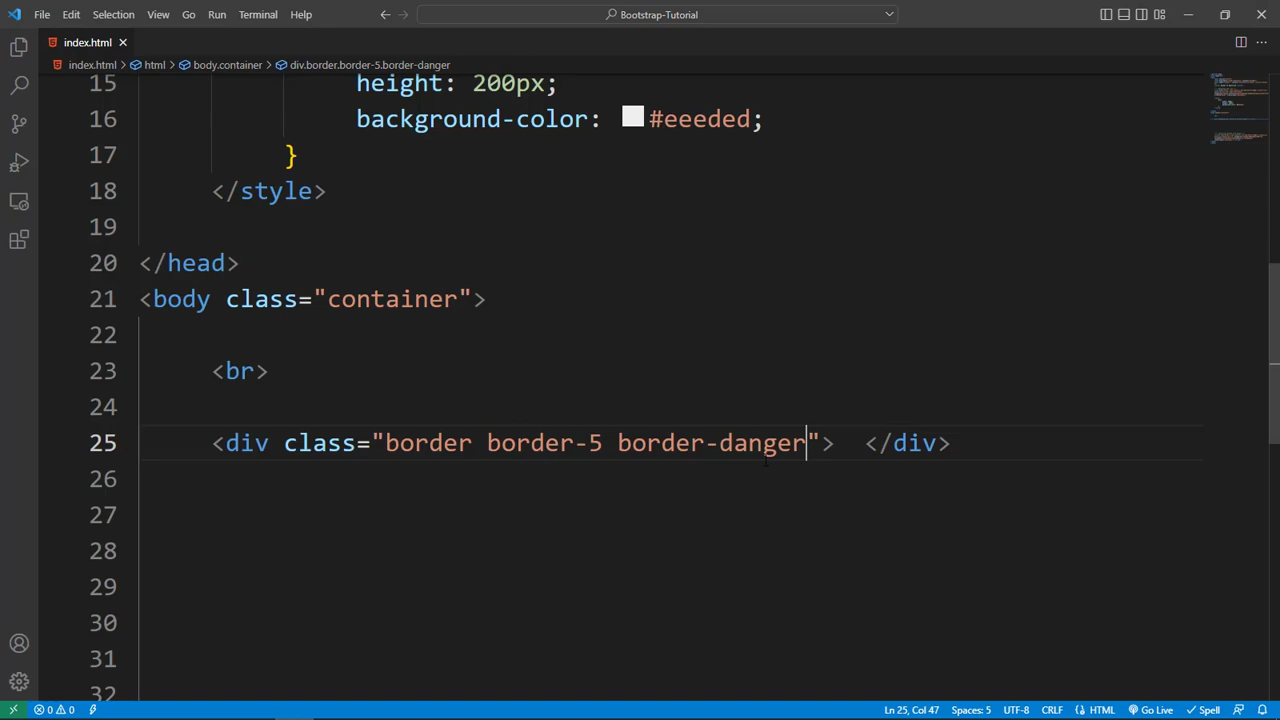 File Edit Selection View Go Run Terminal Help Bootstrap-Tutorial
index.html
index.html > html > body.container > div.border.border-5.border-danger
15 height: 200px;
16 background-color: #eeeded;
17 }
18 </style>
19
20 </head>
21 <body class="container">
22
23 <br>
24
25 <div class="border border-5 border-danger">  </div>
26
27
28
29
30
31
32
0 0 Ln 25, Col 47 Spaces: 5 UTF-8 CRLF HTML Go Live Spell